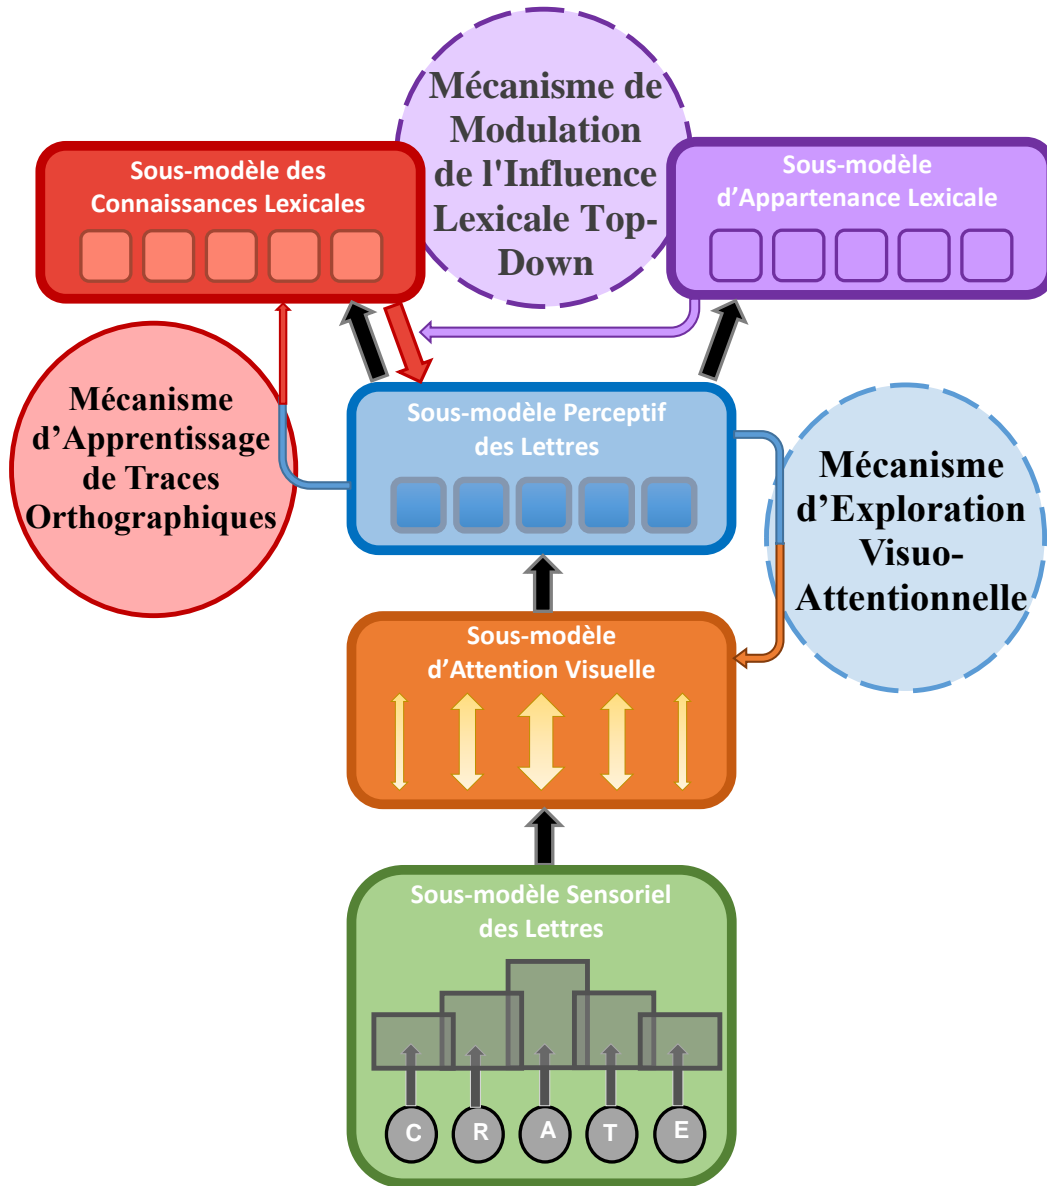 Mécanisme de
Modulation
de l'Influence
Lexicale Top-
Down
Sous-modèle des
Connaissances Lexicales
Sous-modèle
d’Appartenance Lexicale
Mécanisme
d’Apprentissage
de Traces
Orthographiques
Sous-modèle Perceptif
des Lettres
Mécanisme
d’Exploration
Visuo-
Attentionnelle
Sous-modèle
d’Attention Visuelle
Sous-modèle Sensoriel
des Lettres
C R A T E